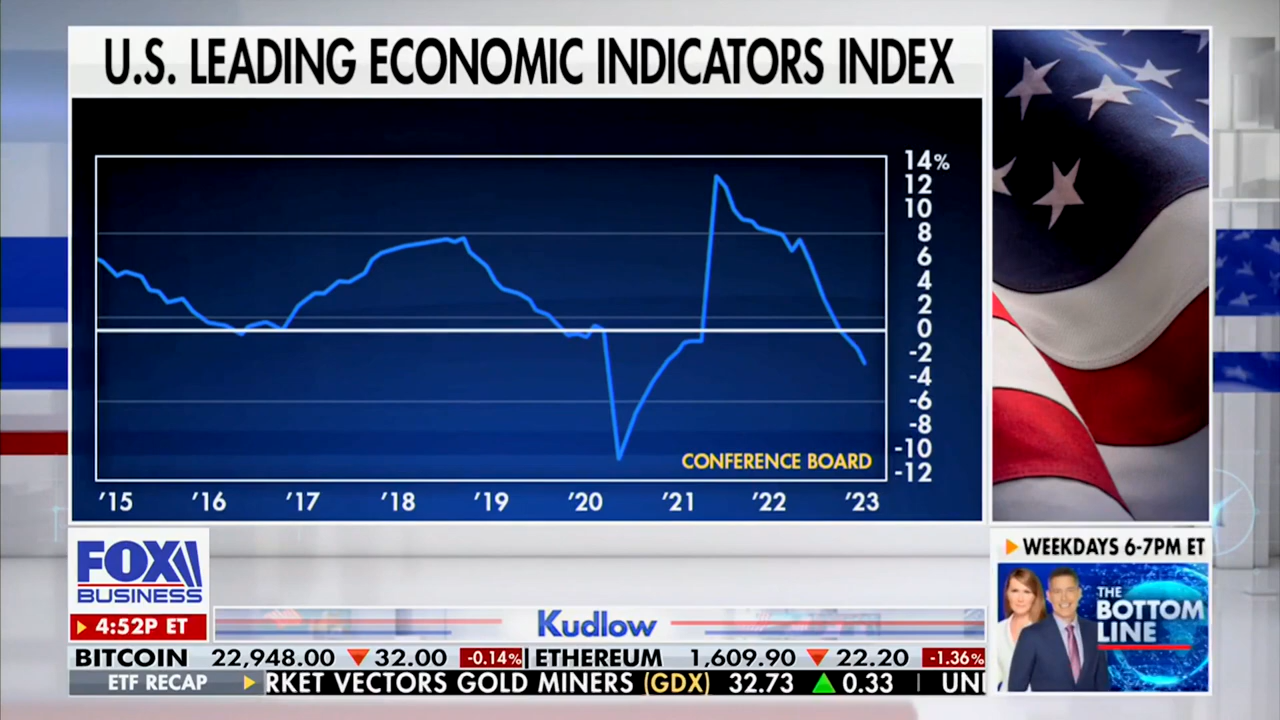 U.S. LEADING ECONOMIC INDICATORS INDEX
14%
12
10
8
6
4
2
0
-2
-4
-6
-8
-10
-12
CONFERENCE BOARD
'15 '16 '17 '18 '19 '20 '21 '22 '23
FOX
BUSINESS
4:52P ET
Kudlow
WEEKDAYS 6-7PM ET
THE
BOTTOM
LINE
BITCOIN 22,948.00 32.00 -0.14% ETHEREUM 1,609.90 22.20 -1.36%
ETF RECAP RKET VECTORS GOLD MINERS (GDX) 32.73 0.33 UNI